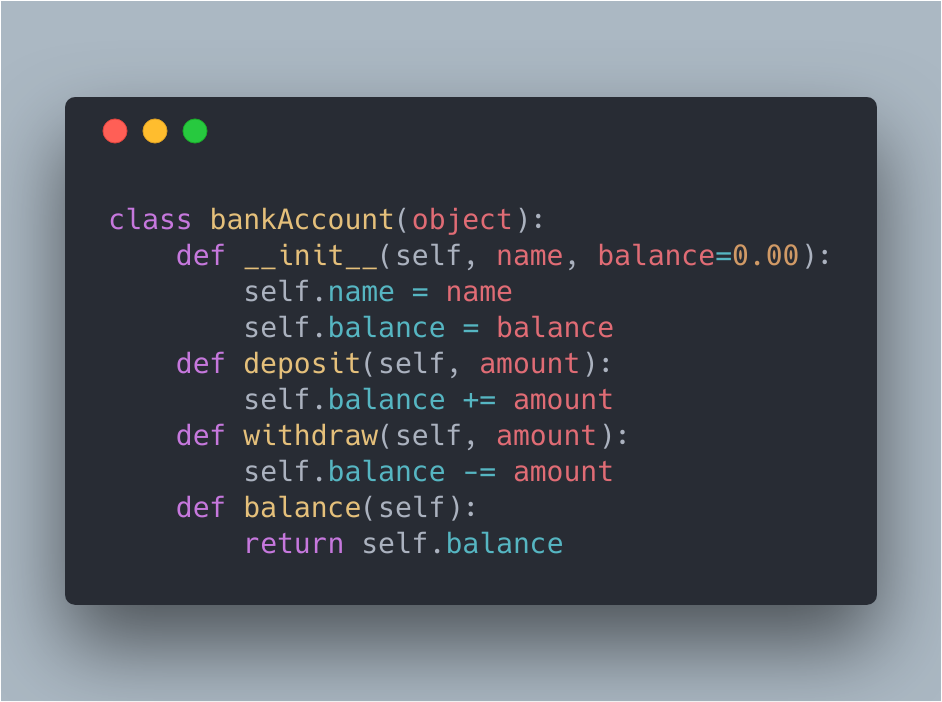 class bankAccount(object):
    def __init__(self, name, balance=0.00):
        self.name = name
        self.balance = balance
    def deposit(self, amount):
        self.balance += amount
    def withdraw(self, amount):
        self.balance -= amount
    def balance(self):
        return self.balance